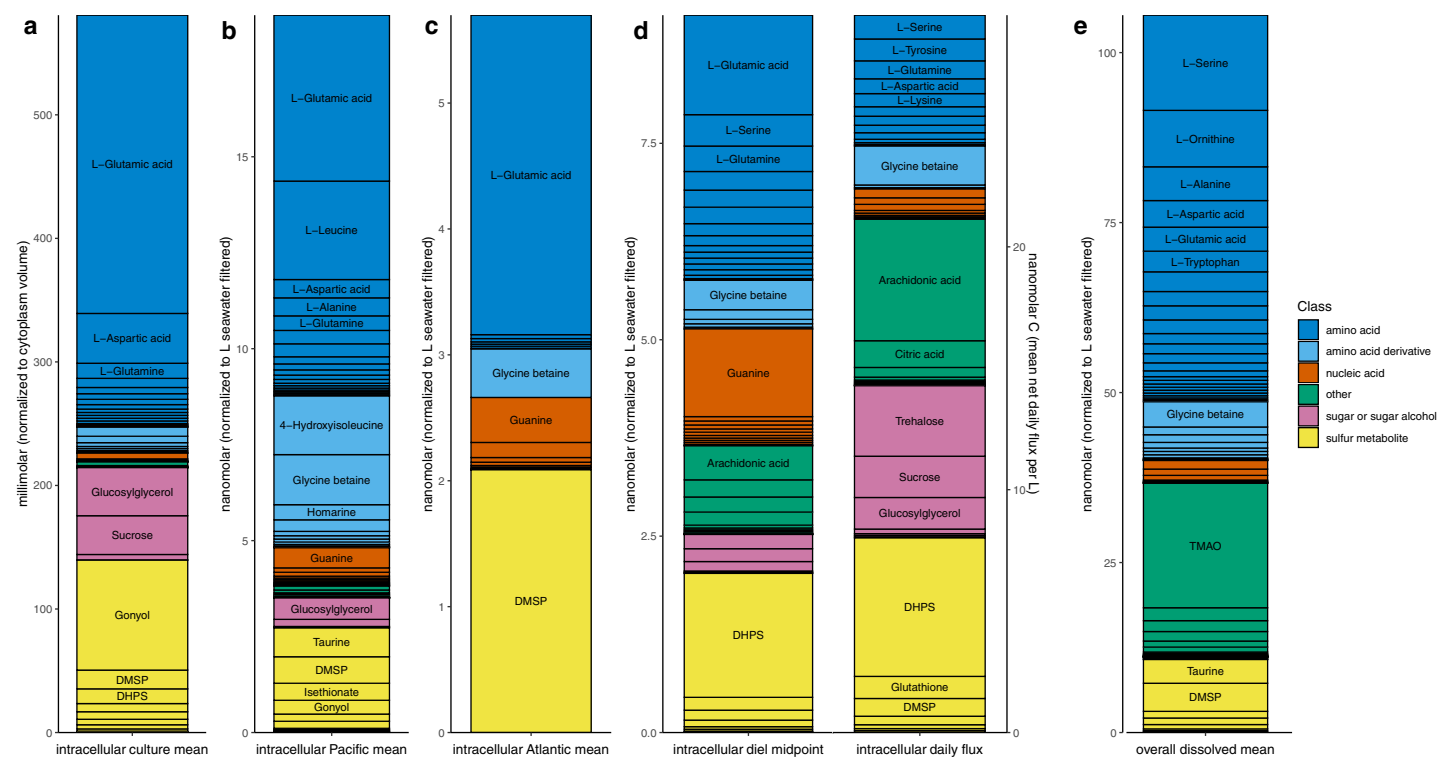 a
millimolar (normalized to cytoplasm volume)
500
400
300
200
100
0
L−Glutamic acid
L−Aspartic acid
L−Glutamine
Glucosylglycerol
Sucrose
Gonyol
DMSP
DHPS
intracellular culture mean
b
nanomolar (normalized to L seawater filtered)
15
10
5
0
L−Glutamic acid
L−Leucine
L−Aspartic acid
L−Alanine
L−Glutamine
4−Hydroxyisoleucine
Glycine betaine
Homarine
Guanine
Glucosylglycerol
Taurine
DMSP
Isethionate
Gonyol
intracellular Pacific mean
c
nanomolar (normalized to L seawater filtered)
5
4
3
2
1
0
L−Glutamic acid
Glycine betaine
Guanine
DMSP
intracellular Atlantic mean
d
nanomolar (normalized to L seawater filtered)
7.5
5.0
2.5
0.0
L−Glutamic acid
L−Serine
L−Glutamine
Glycine betaine
Guanine
Arachidonic acid
DHPS
intracellular diel midpoint
L−Serine
L−Tyrosine
L−Glutamine
L−Aspartic acid
L−Lysine
Glycine betaine
Arachidonic acid
Citric acid
Trehalose
Sucrose
Glucosylglycerol
DHPS
Glutathione
DMSP
intracellular daily flux
20
10
0
nanomolar C (mean net daily flux per L)
e
nanomolar (normalized to L seawater filtered)
100
75
50
25
0
L−Serine
L−Ornithine
L−Alanine
L−Aspartic acid
L−Glutamic acid
L−Tryptophan
Glycine betaine
TMAO
Taurine
DMSP
overall dissolved mean
Class
amino acid
amino acid derivative
nucleic acid
other
sugar or sugar alcohol
sulfur metabolite